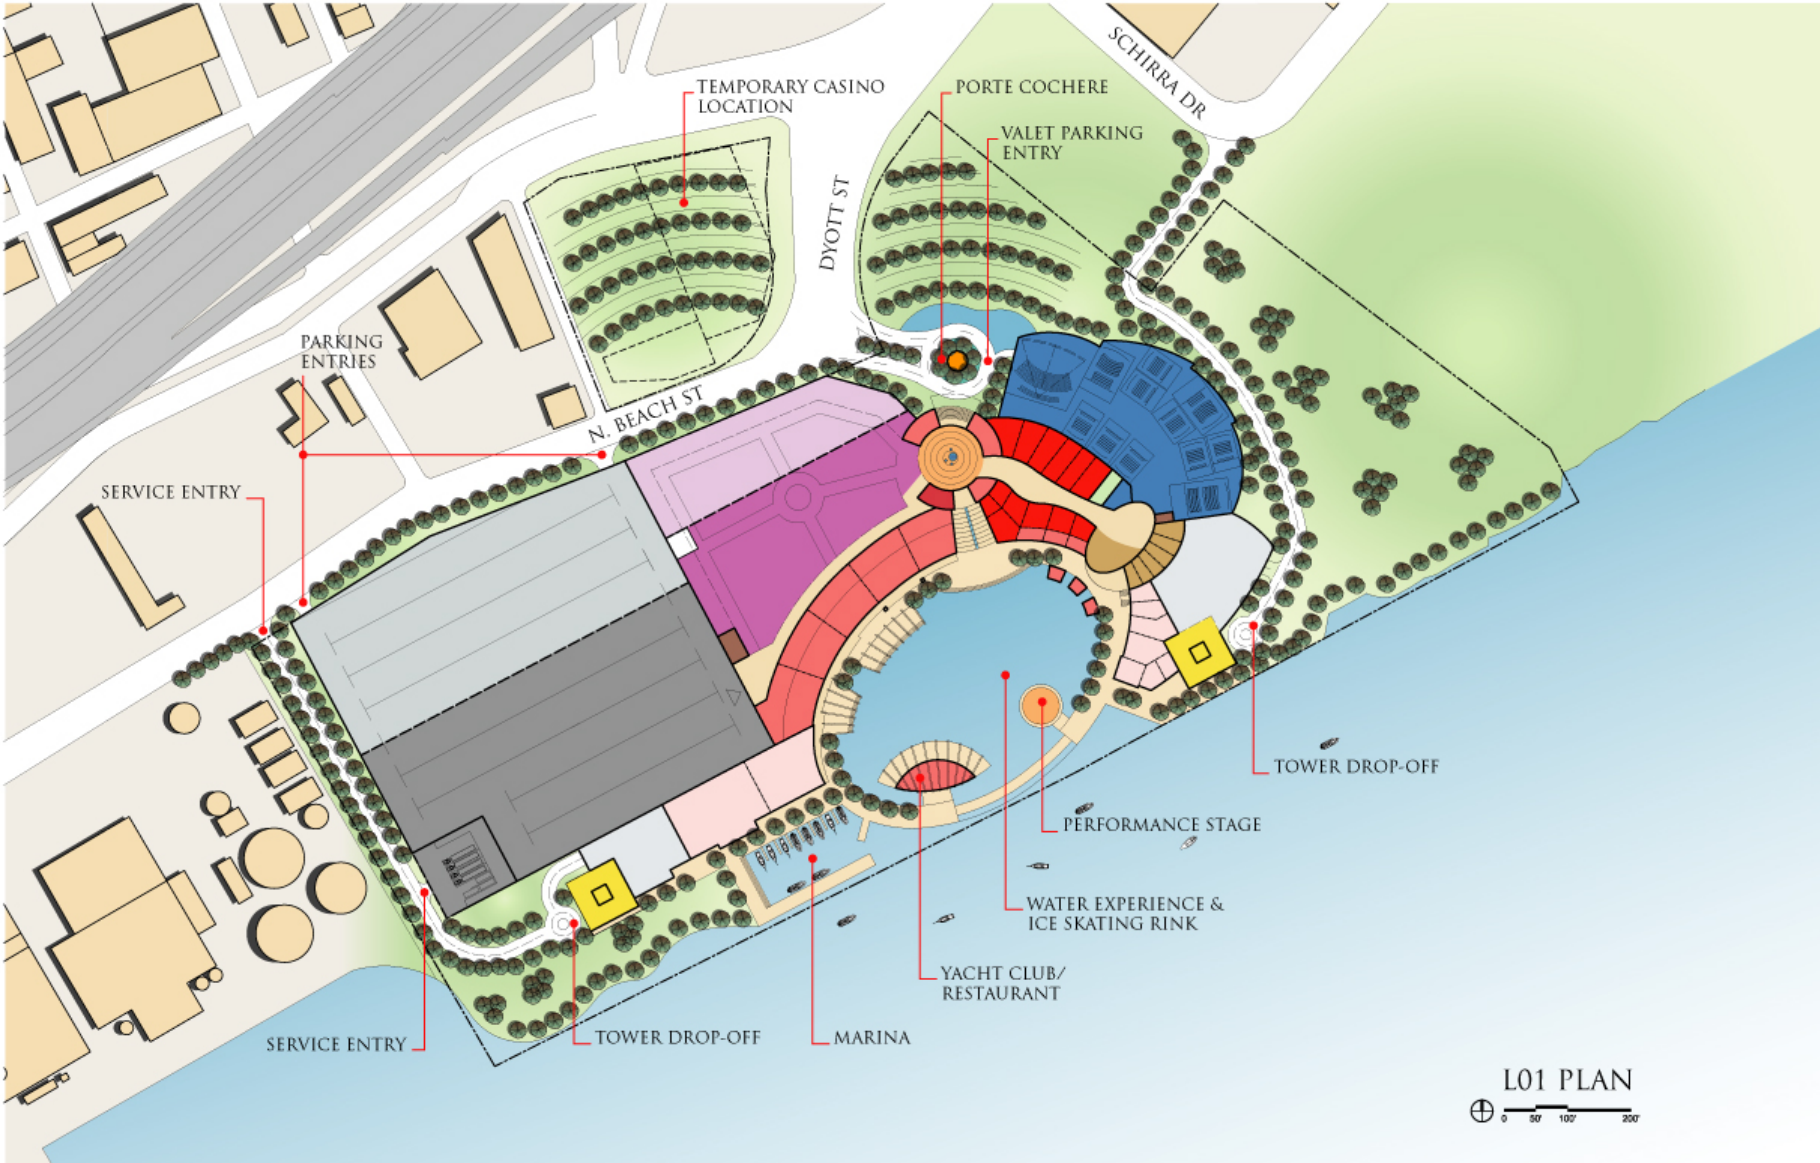 SCHIRRA DR
TEMPORARY CASINO
LOCATION
PORTE COCHERE
VALET PARKING
ENTRY
DYOTT ST
PARKING
ENTRIES
N. BEACH ST
SERVICE ENTRY
TOWER DROP-OFF
PERFORMANCE STAGE
WATER EXPERIENCE &
ICE SKATING RINK
YACHT CLUB/
RESTAURANT
SERVICE ENTRY
TOWER DROP-OFF
MARINA
L01 PLAN
0 50' 100' 200'